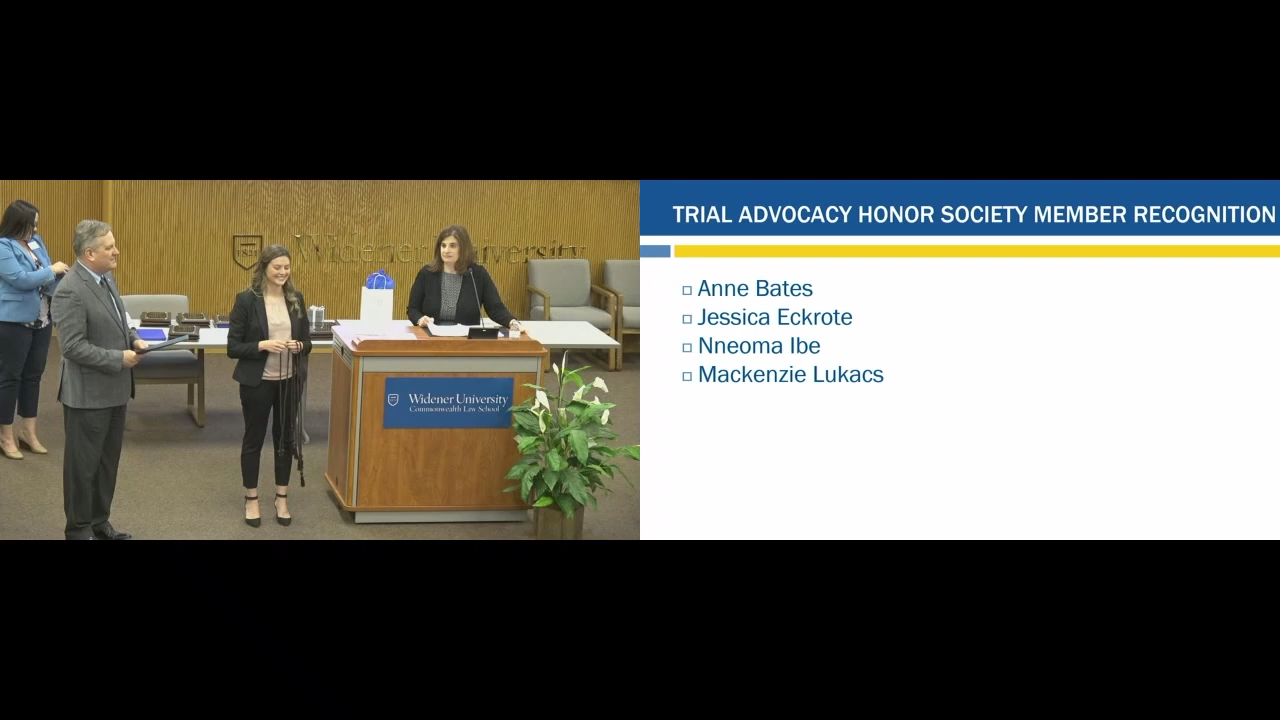 Widener University
Widener University
Commonwealth Law School
TRIAL ADVOCACY HONOR SOCIETY MEMBER RECOGNITION
Anne Bates
Jessica Eckrote
Nneoma Ibe
Mackenzie Lukacs